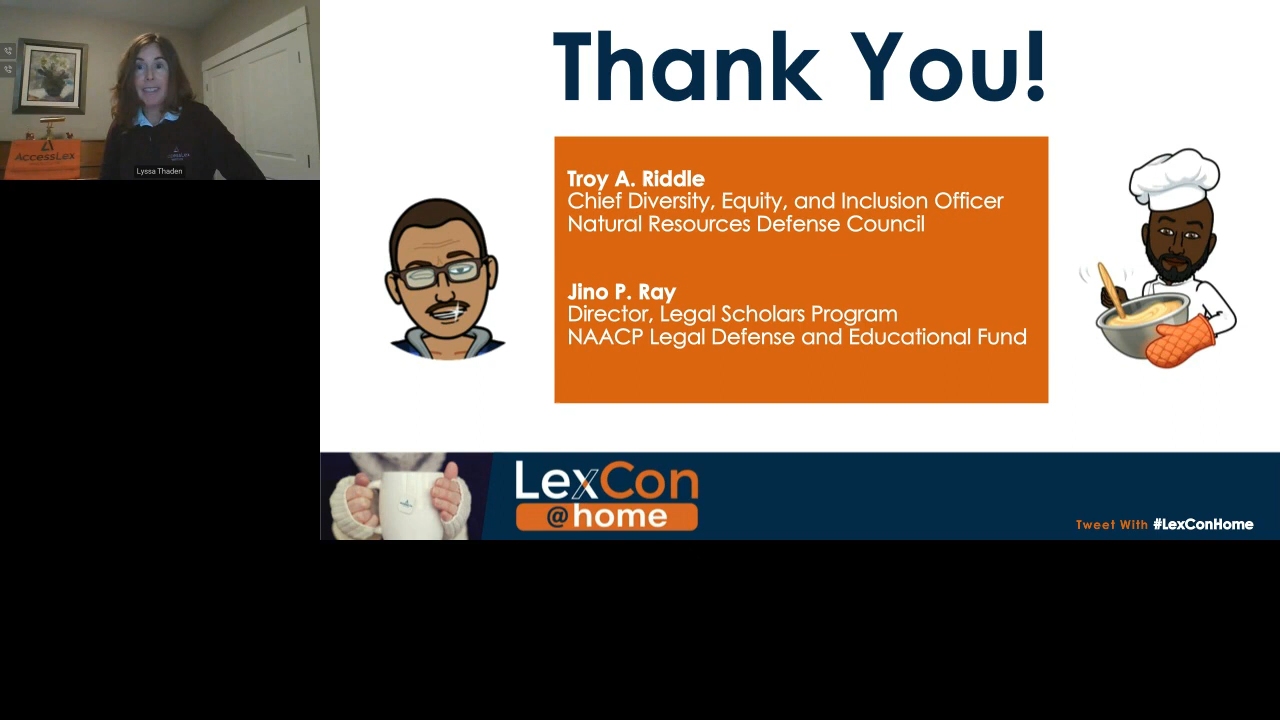 AccessLex
Lyssa Thaden
Thank You!
Troy A. Riddle
Chief Diversity, Equity, and Inclusion Officer
Natural Resources Defense Council
Jino P. Ray
Director, Legal Scholars Program
NAACP Legal Defense and Educational Fund
LexCon
@home
Tweet With #LexConHome